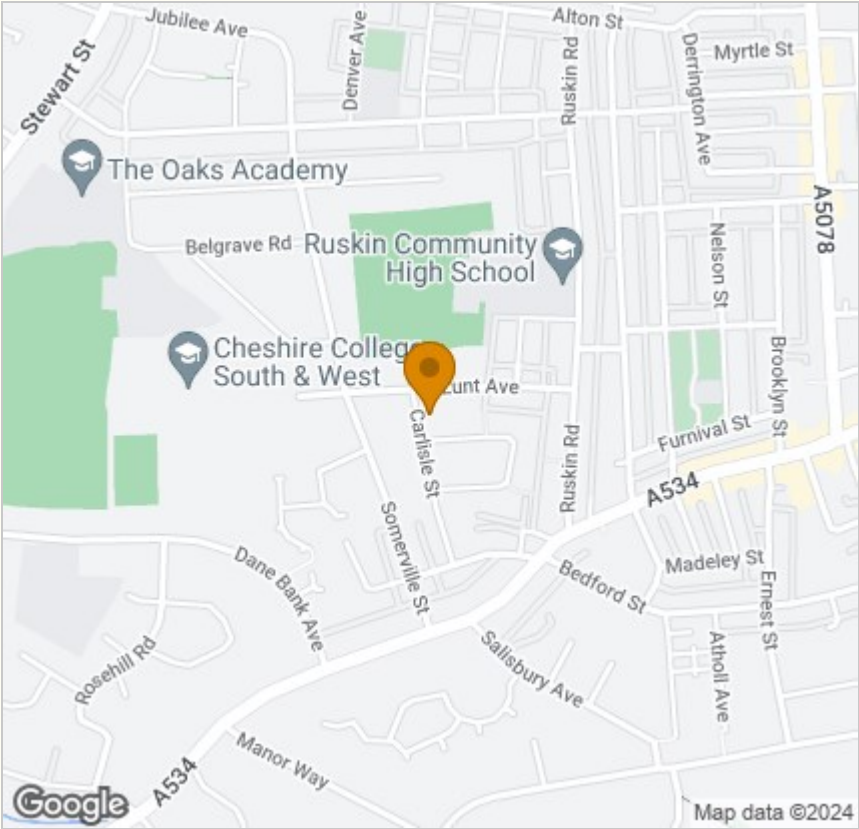 Jubilee Ave
Alton St
Stewart St
Denver Ave
Ruskin Rd
Derrington Ave
Myrtle St
The Oaks Academy
A5078
Belgrave Rd
Ruskin Community
High School
Nelson St
Cheshire College
South & West
Lunt Ave
Brooklyn St
Carlisle St
Ruskin Rd
Furnival St
A534
Somerville St
Dane Bank Ave
Bedford St
Madeley St
Ernest St
Rosehill Rd
Salisbury Ave
Atholl Ave
Manor Way
A534
Google
Map data ©2024